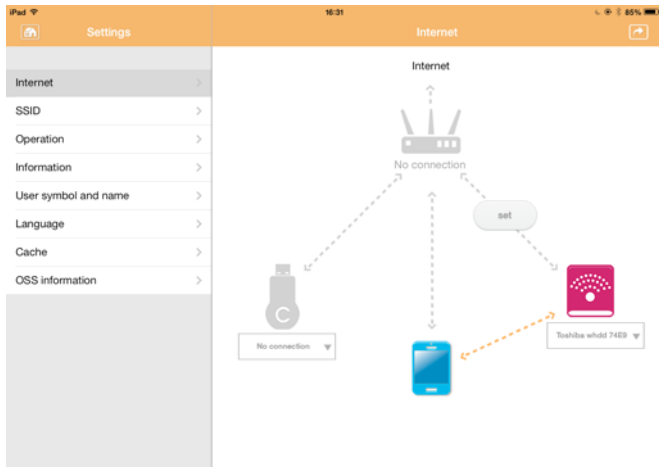 iPad 16:31 85%
Settings
Internet
Internet
SSID
Operation
Information
User symbol and name
Language
Cache
OSS information
Internet
No connection
set
C
No connection
Toshiba whdd 74E9